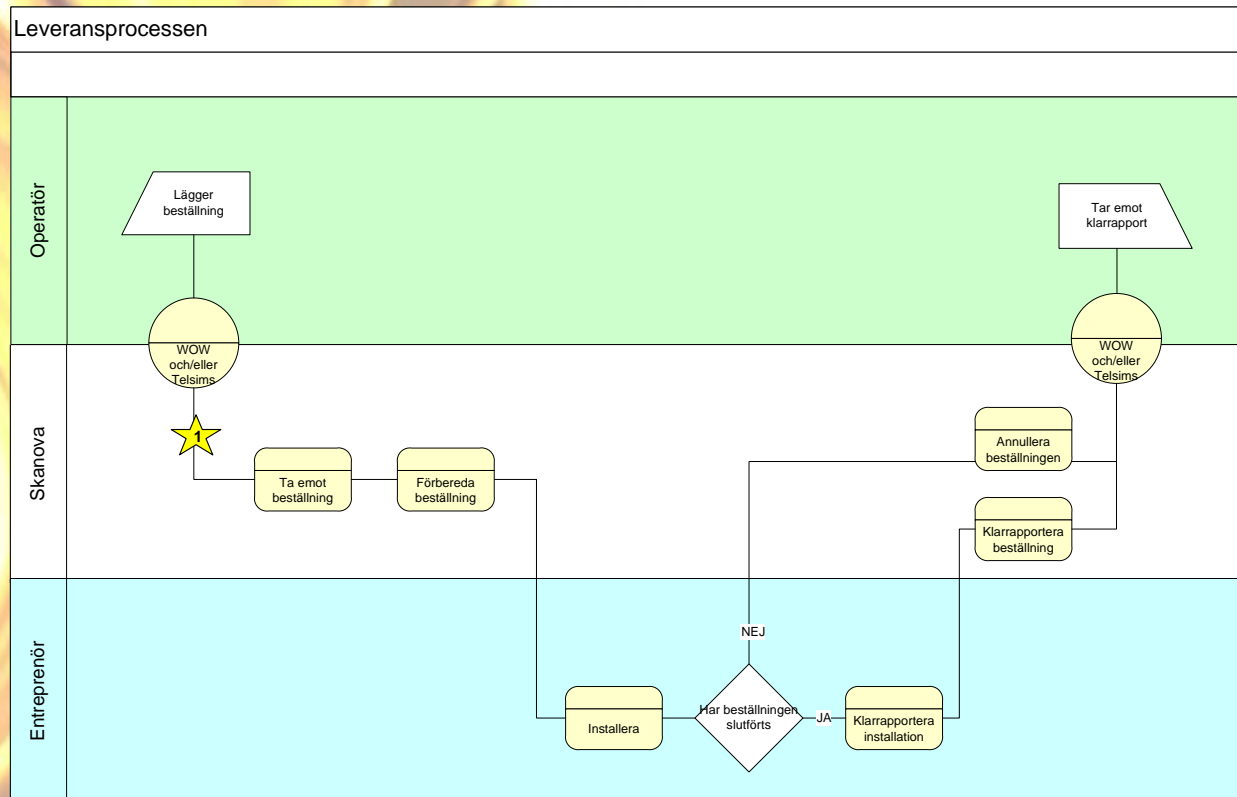 Leveransprocessen
Operatör
Lägger
beställning
Tar emot
klarrapport
WOW
och/eller
Telsims
WOW
och/eller
Telsims
Skanova
1
Ta emot
beställning
Förbereda
beställning
Annullera
beställningen
Klarrapportera
beställning
Entreprenör
NEJ
Installera
Har beställningen
slutförts
JA
Klarrapportera
installation